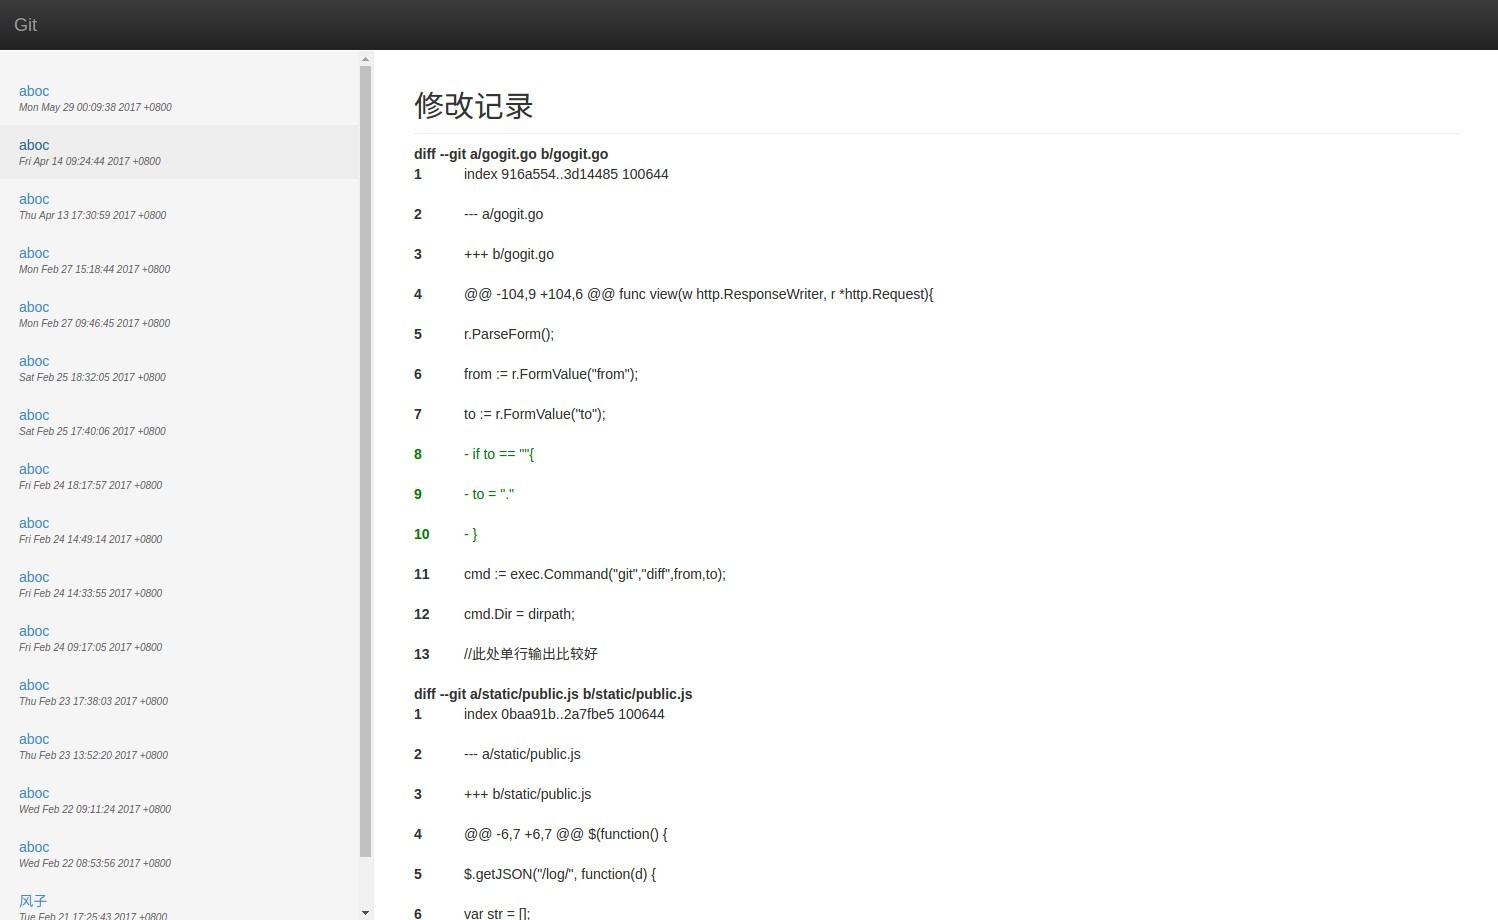 Git
aboc
Mon May 29 00:09:38 2017 +0800
aboc
Fri Apr 14 09:24:44 2017 +0800
aboc
Thu Apr 13 17:30:59 2017 +0800
aboc
Mon Feb 27 15:18:44 2017 +0800
aboc
Mon Feb 27 09:46:45 2017 +0800
aboc
Sat Feb 25 18:32:05 2017 +0800
aboc
Sat Feb 25 17:40:06 2017 +0800
aboc
Fri Feb 24 18:17:57 2017 +0800
aboc
Fri Feb 24 14:49:14 2017 +0800
aboc
Fri Feb 24 14:33:55 2017 +0800
aboc
Fri Feb 24 09:17:05 2017 +0800
aboc
Thu Feb 23 17:38:03 2017 +0800
aboc
Thu Feb 23 13:52:20 2017 +0800
aboc
Wed Feb 22 09:11:24 2017 +0800
aboc
Wed Feb 22 08:53:56 2017 +0800
风子
Tue Feb 21 17:25:43 2017 +0800
修改记录
diff --git a/gogit.go b/gogit.go
1 index 916a554..3d14485 100644
2 --- a/gogit.go
3 +++ b/gogit.go
4 @@ -104,9 +104,6 @@ func view(w http.ResponseWriter, r *http.Request){
5 r.ParseForm();
6 from := r.FormValue("from");
7 to := r.FormValue("to");
8 - if to == ""{
9 - to = "."
10 - }
11 cmd := exec.Command("git","diff",from,to);
12 cmd.Dir = dirpath;
13 //此处单行输出比较好
diff --git a/static/public.js b/static/public.js
1 index 0baa91b..2a7fbe5 100644
2 --- a/static/public.js
3 +++ b/static/public.js
4 @@ -6,7 +6,7 @@ $(function() {
5 $.getJSON("/log/", function(d) {
6 var str = [];